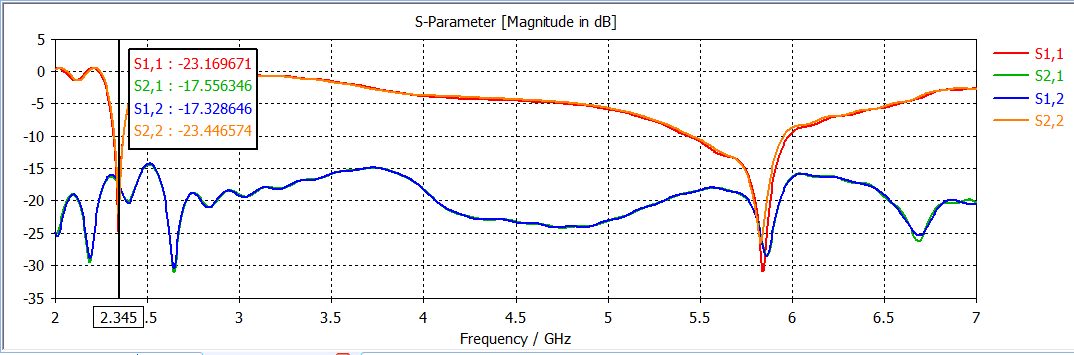 S-Parameter [Magnitude in dB]
5
0
-5
-10
-15
-20
-25
-30
-35
S1,1 : -23.169671
S2,1 : -17.556346
S1,2 : -17.328646
S2,2 : -23.446574
S1,1
S2,1
S1,2
S2,2
2 2.345 .5 3 3.5 4 4.5 5 5.5 6 6.5 7
Frequency / GHz